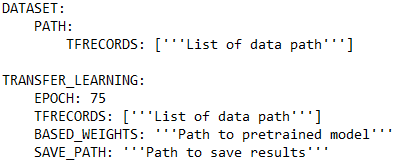 DATASET:
PATH:
TFRECORDS: ['''List of data path''']
TRANSFER_LEARNING:
EPOCH: 75
TFRECORDS: ['''List of data path''']
BASED_WEIGHTS: '''Path to pretrained model'''
SAVE_PATH: '''Path to save results'''